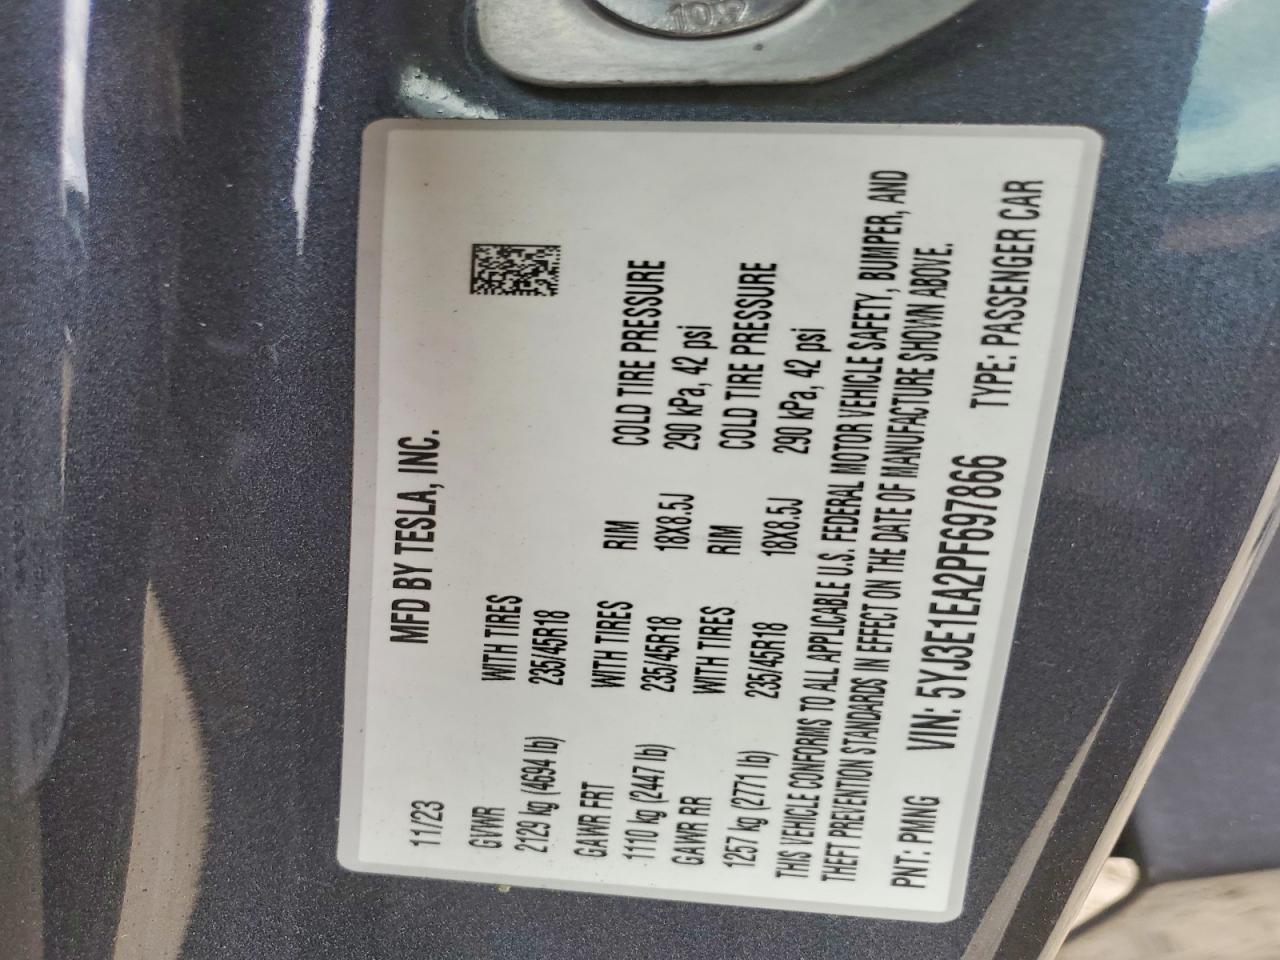 10.9
11/23 MFD BY TESLA, INC.
GVWR WITH TIRES
2129 kg (4694 lb) 235/45R18
GAWR FRT WITH TIRES RIM COLD TIRE PRESSURE
1110 kg (2447 lb) 235/45R18 18X8.5J 290 kPa, 42 psi
GAWR RR WITH TIRES RIM COLD TIRE PRESSURE
1257 kg (2771 lb) 235/45R18 18X8.5J 290 kPa, 42 psi
THIS VEHICLE CONFORMS TO ALL APPLICABLE U.S. FEDERAL MOTOR VEHICLE SAFETY, BUMPER, AND
THEFT PREVENTION STANDARDS IN EFFECT ON THE DATE OF MANUFACTURE SHOWN ABOVE.
PNT: PMNG VIN: 5YJ3E1EA2PF697866 TYPE: PASSENGER CAR